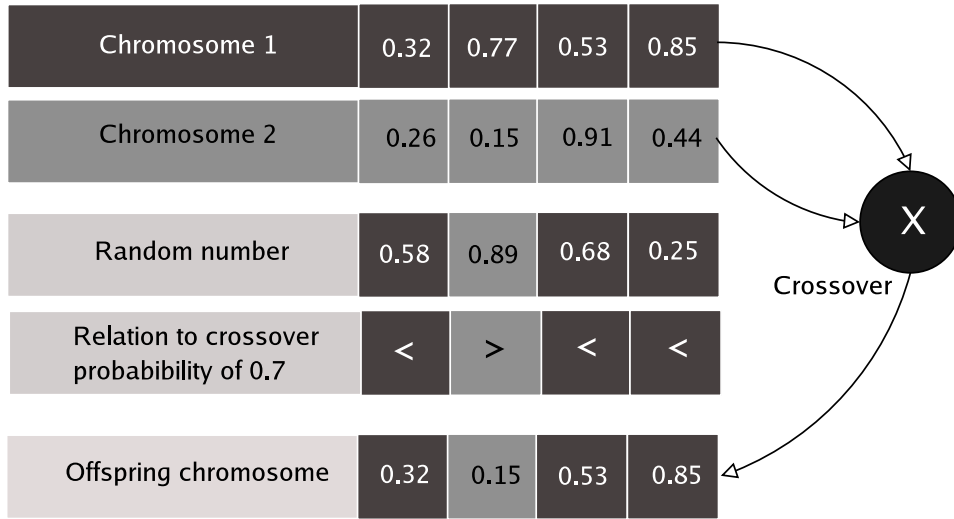 Chromosome 1 0.32 0.77 0.53 0.85
Chromosome 2 0.26 0.15 0.91 0.44
X
Random number 0.58 0.89 0.68 0.25
Crossover
Relation to crossover
probabibility of 0.7
< > < <
Offspring chromosome 0.32 0.15 0.53 0.85